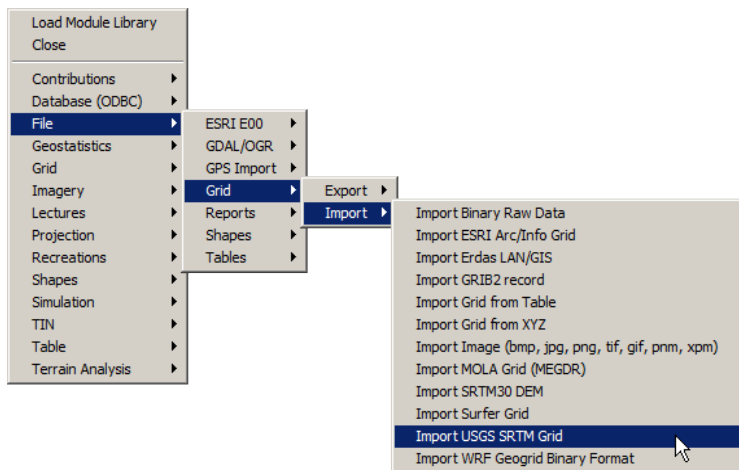 Load Module Library
Close
Contributions
Database (ODBC)
File
Geostatistics
Grid
Imagery
Lectures
Projection
Recreations
Shapes
Simulation
TIN
Table
Terrain Analysis
ESRI E00
GDAL/OGR
GPS Import
Grid
Reports
Shapes
Tables
Export
Import
Import Binary Raw Data
Import ESRI Arc/Info Grid
Import Erdas LAN/GIS
Import GRIB2 record
Import Grid from Table
Import Grid from XYZ
Import Image (bmp, jpg, png, tif, gif, pnm, xpm)
Import MOLA Grid (MEGDR)
Import SRTM30 DEM
Import Surfer Grid
Import USGS SRTM Grid
Import WRF Geogrid Binary Format